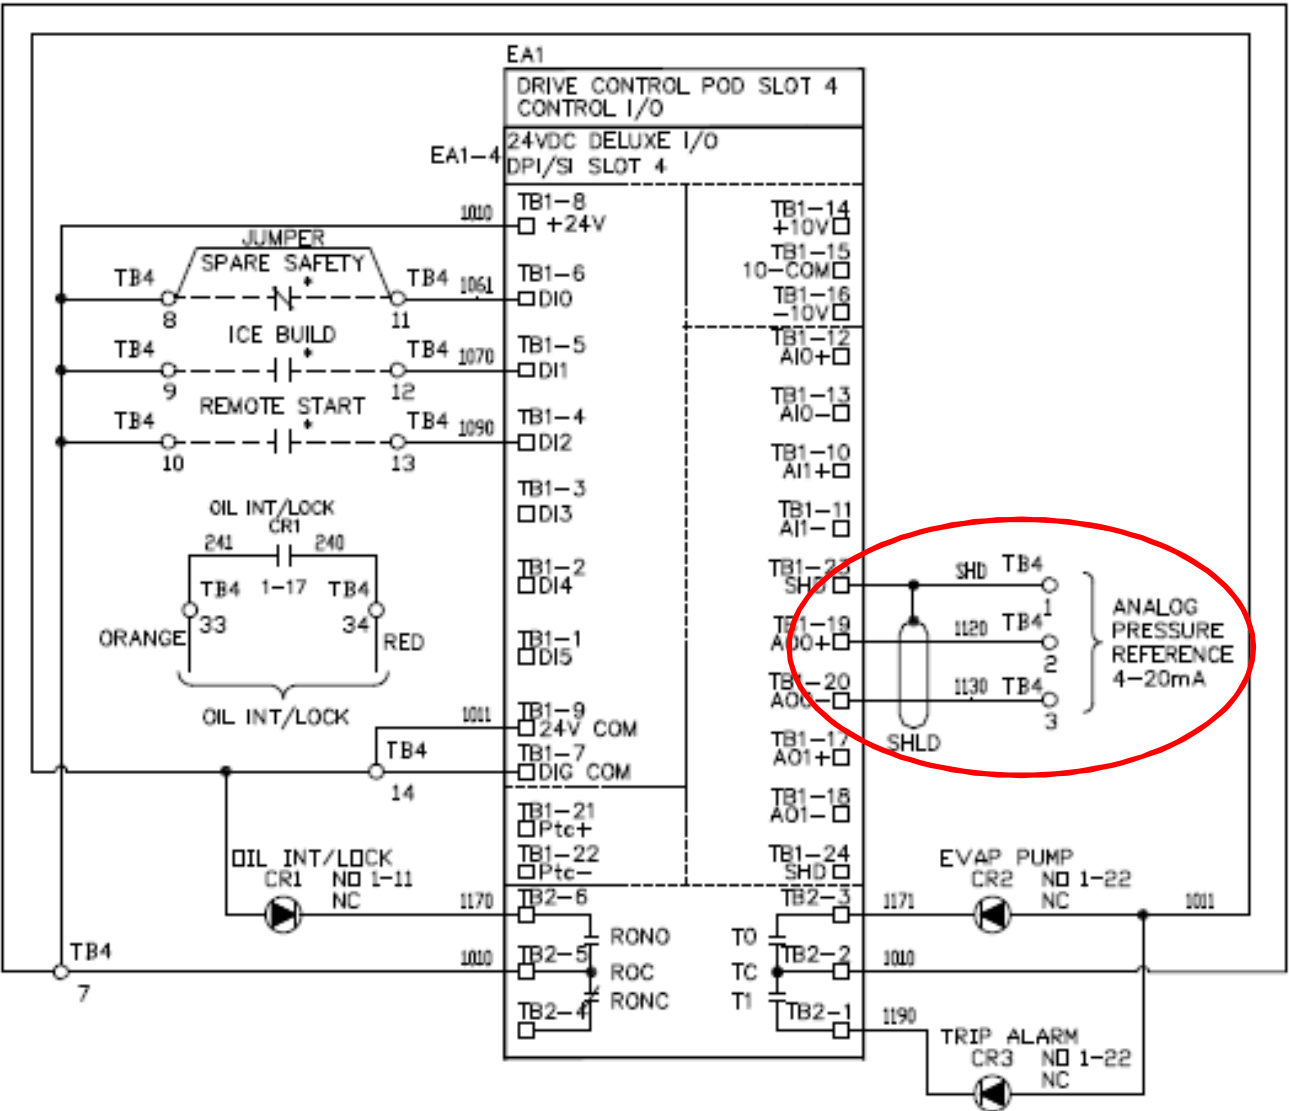 EA1
DRIVE CONTROL POD SLOT 4
CONTROL I/O
EA1-4
24VDC DELUXE I/O
DPI/SI SLOT 4
1010
TB1-8
+24V
JUMPER
SPARE SAFETY
TB4
8
*
TB4
11
1061
TB1-6
DI0
ICE BUILD
TB4
9
*
TB4
12
1070
TB1-5
DI1
REMOTE START
TB4
10
*
TB4
13
1090
TB1-4
DI2
TB1-3
DI3
TB1-2
DI4
TB1-1
DI5
OIL INT/LOCK
CR1
241
240
1-17
TB4
33
TB4
34
ORANGE
RED
OIL INT/LOCK
1011
TB1-9
24V COM
TB4
14
TB1-7
DIG COM
TB1-21
Ptc+
TB1-22
Ptc-
OIL INT/LOCK
CR1 NO 1-11
NC
1170
TB2-6
RONO
TB4
7
1010
TB2-5
ROC
RONC
TB2-4
TB1-14
+10V
TB1-15
10-COM
TB1-16
-10V
TB1-12
AI0+
TB1-13
AI0-
TB1-10
AI1+
TB1-11
AI1-
TB1-23
SHD
SHD
TB4
1
TB1-19
AO0+
1120
TB4
2
TB1-20
AO0-
1130
TB4
3
ANALOG
PRESSURE
REFERENCE
4-20mA
SHLD
TB1-17
AO1+
TB1-18
AO1-
TB1-24
SHD
EVAP PUMP
CR2 NO 1-22
NC
TB2-3
1171
1011
T0
TB2-2
1010
TC
T1
TB2-1
1190
TRIP ALARM
CR3 NO 1-22
NC